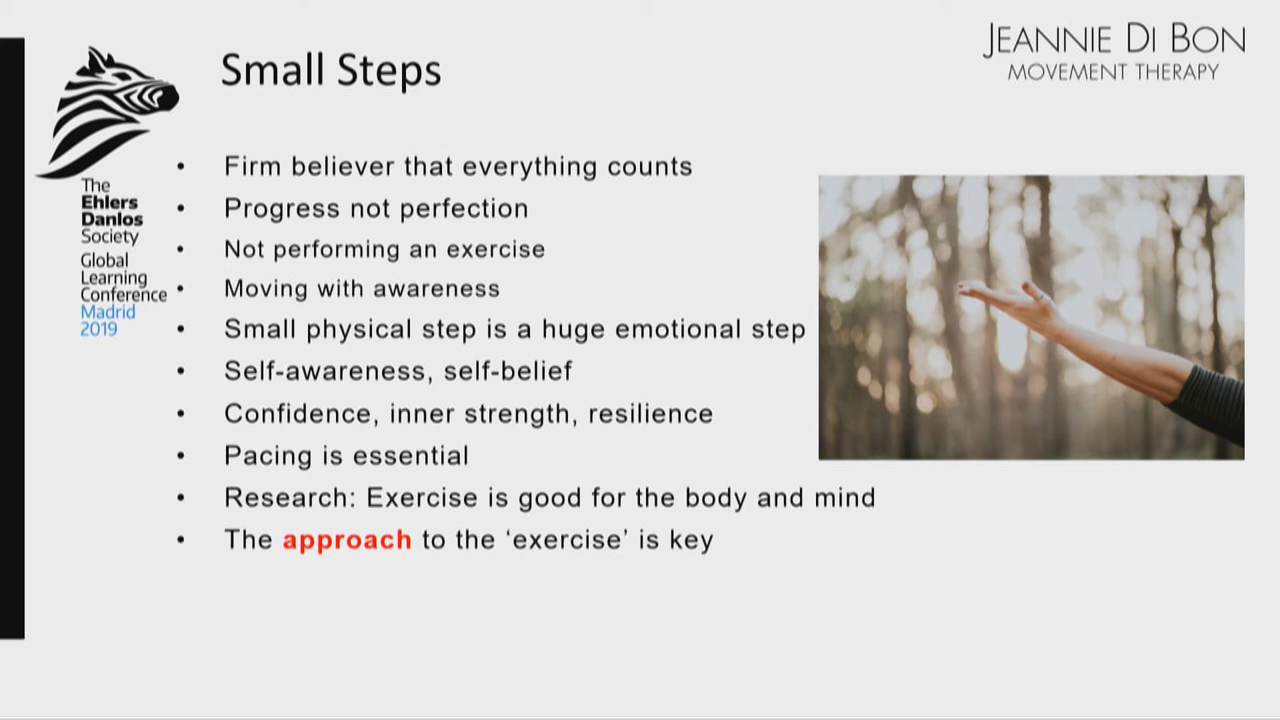 Small Steps
JEANNIE DI BON
MOVEMENT THERAPY
The
Ehlers
Danlos
Society
Global
Learning
Conference
Madrid
2019
• Firm believer that everything counts
• Progress not perfection
• Not performing an exercise
• Moving with awareness
• Small physical step is a huge emotional step
• Self-awareness, self-belief
• Confidence, inner strength, resilience
• Pacing is essential
• Research: Exercise is good for the body and mind
• The approach to the ‘exercise’ is key